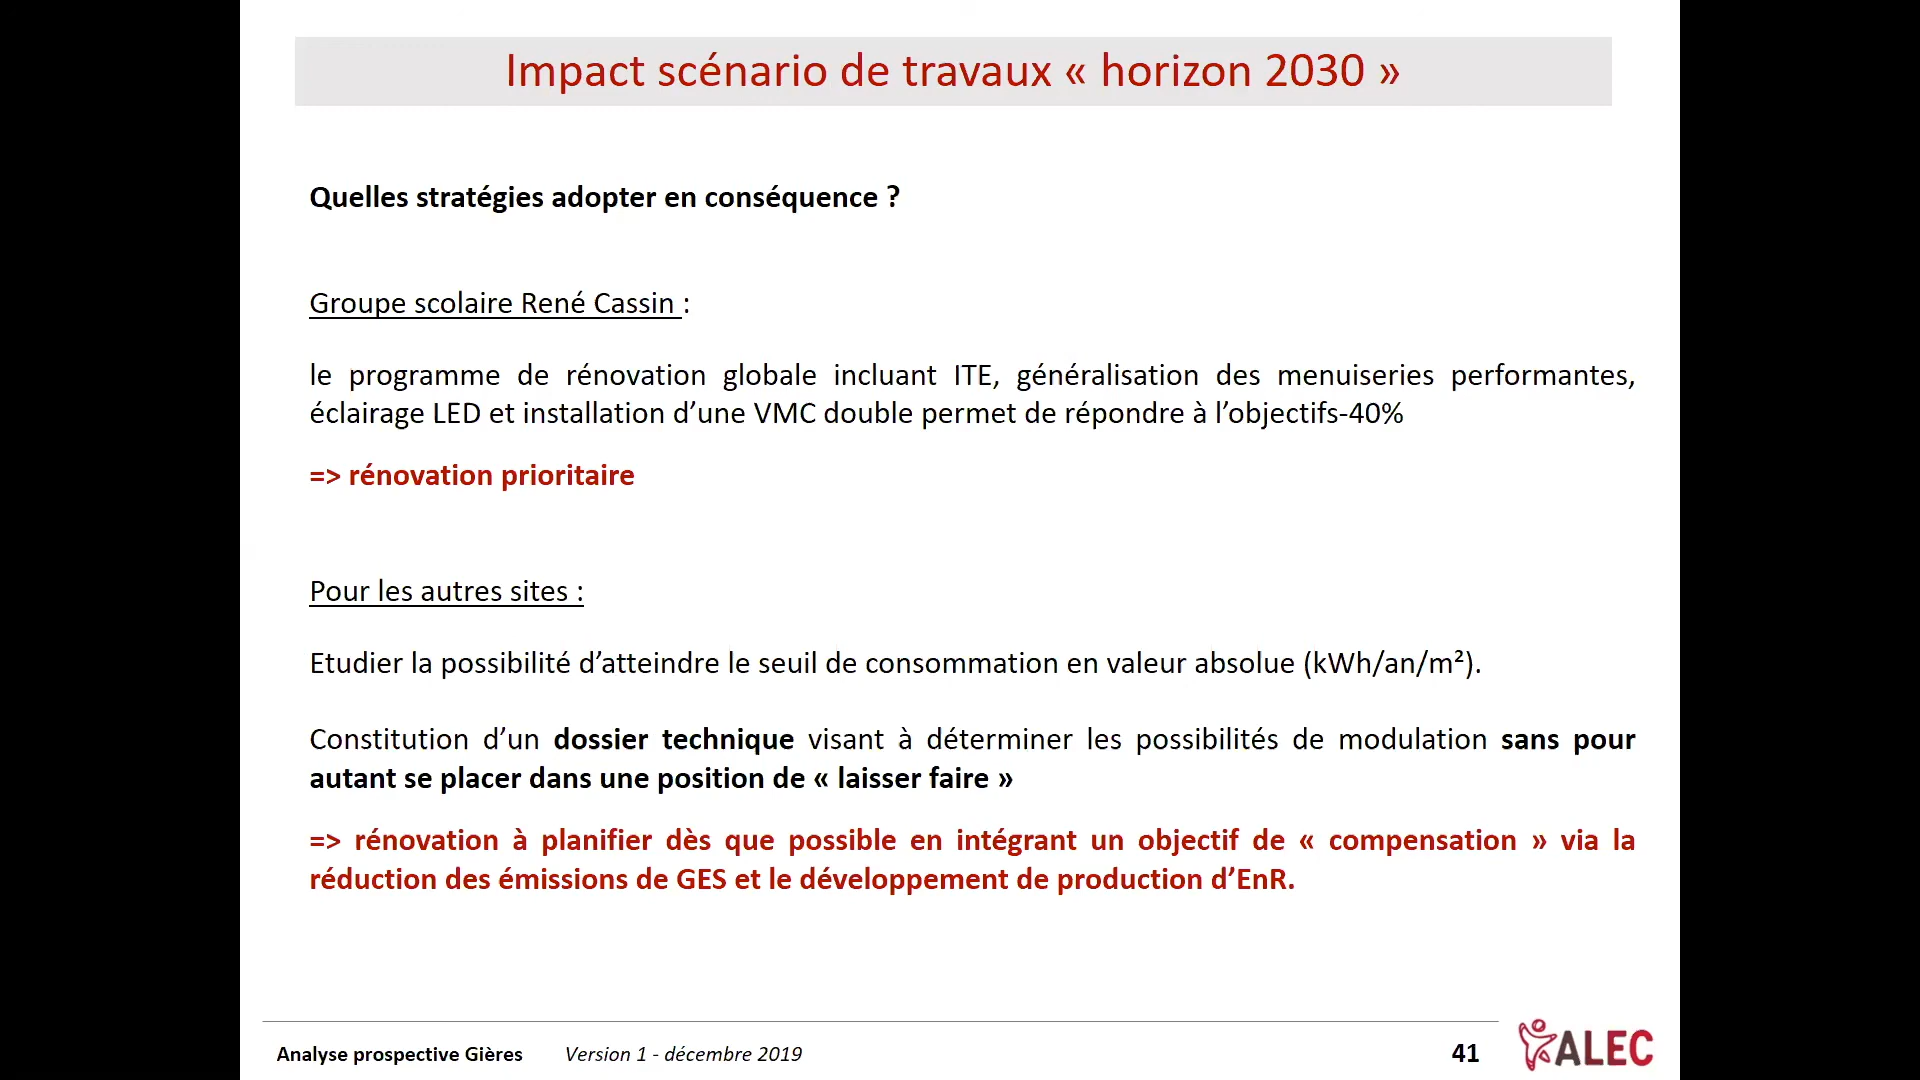 Impact scénario de travaux « horizon 2030 »
Quelles stratégies adopter en conséquence ?
Groupe scolaire René Cassin :
le programme de rénovation globale incluant ITE, généralisation des menuiseries performantes,
éclairage LED et installation d’une VMC double permet de répondre à l’objectifs-40%
=> rénovation prioritaire
Pour les autres sites :
Etudier la possibilité d’atteindre le seuil de consommation en valeur absolue (kWh/an/m²).
Constitution d’un dossier technique visant à déterminer les possibilités de modulation sans pour
autant se placer dans une position de « laisser faire »
=> rénovation à planifier dès que possible en intégrant un objectif de « compensation » via la
réduction des émissions de GES et le développement de production d’EnR.
Analyse prospective Gières Version 1 - décembre 2019 41 ALEC